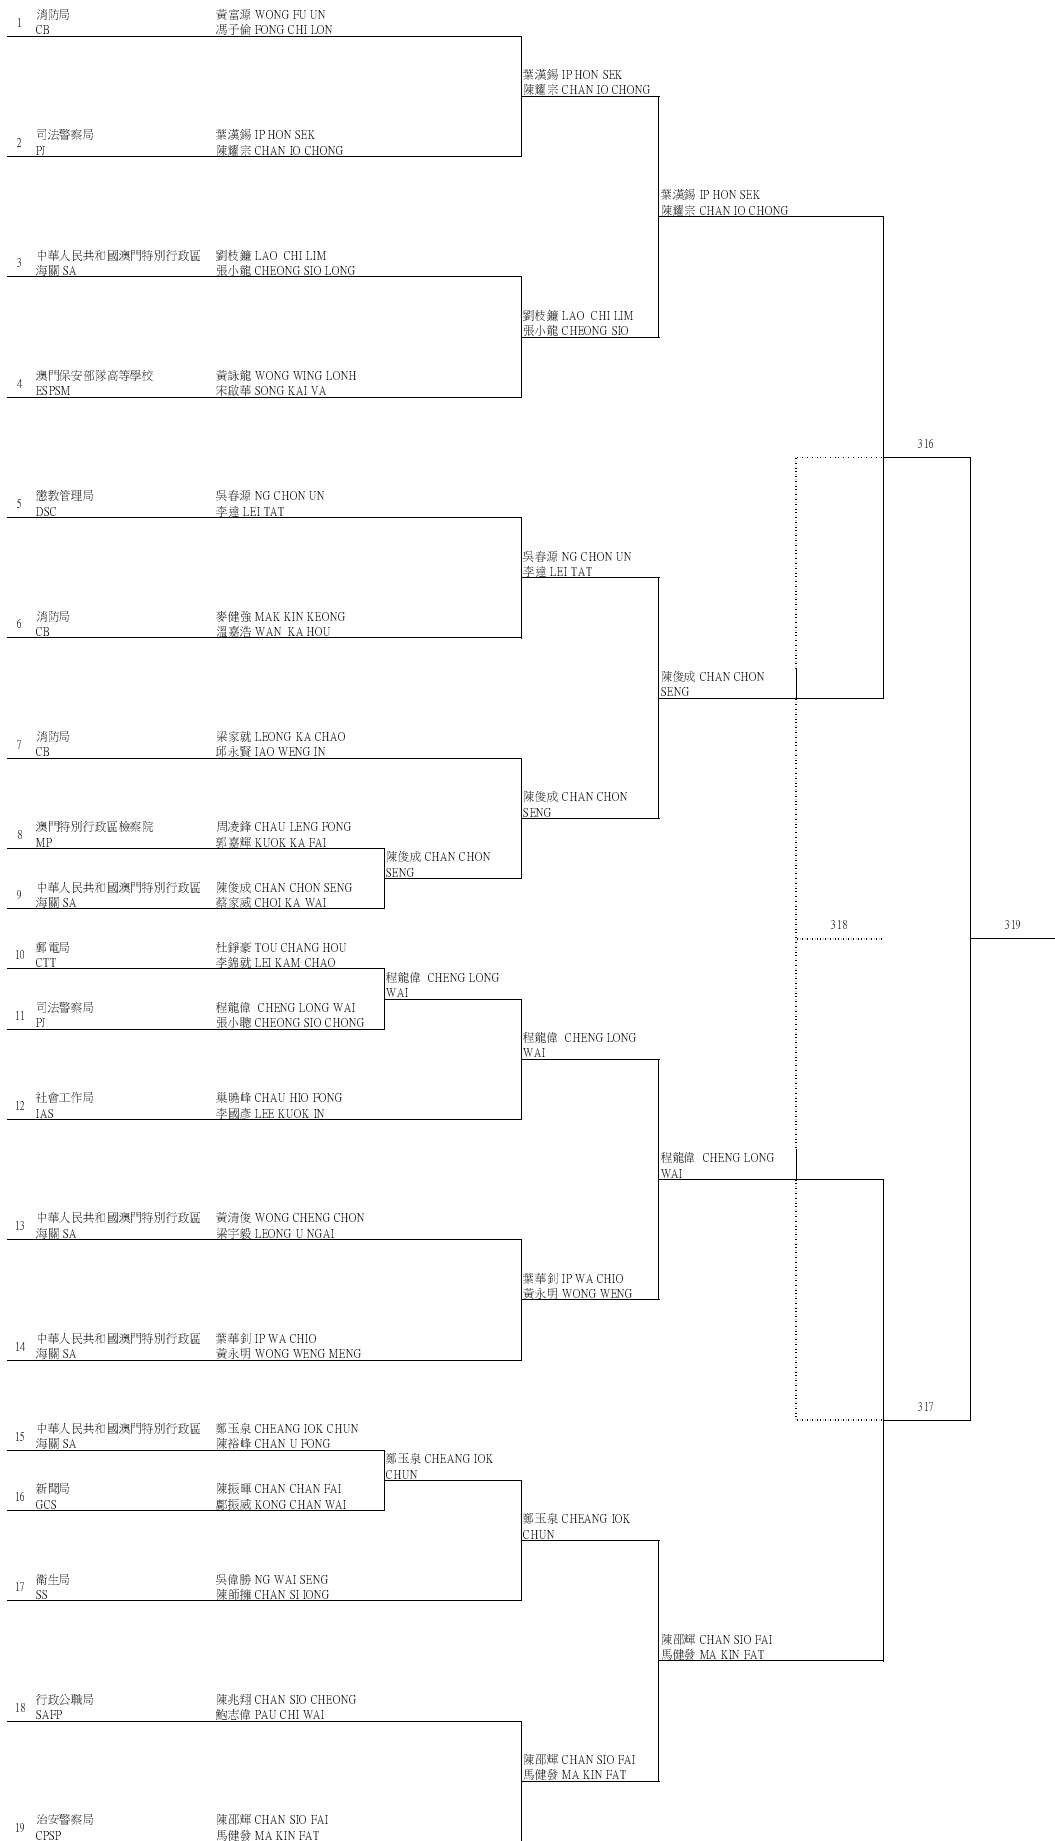 1 消防局 黃富源 WONG FU UN
CB 馮子倫 FONG CHI LON
葉漢錫 IP HON SEK
陳耀宗 CHAN IO CHONG
2 司法警察局 葉漢錫 IP HON SEK
PJ 陳耀宗 CHAN IO CHONG
葉漢錫 IP HON SEK
陳耀宗 CHAN IO CHONG
3 中華人民共和國澳門特別行政區 劉枝鐮 LAO CHI LIM
海關 SA 張小龍 CHEONG SIO LONG
劉枝鐮 LAO CHI LIM
張小龍 CHEONG SIO
4 澳門保安部隊高等學校 黃詠龍 WONG WING LONH
ESPSM 宋啟華 SONG KAI VA
316
5 懲教管理局 吳春源 NG CHON UN
DSC 李達 LEI TAT
吳春源 NG CHON UN
李達 LEI TAT
6 消防局 麥健強 MAK KIN KEONG
CB 溫嘉浩 WAN KA HOU
陳俊成 CHAN CHON
SENG
7 消防局 梁家就 LEONG KA CHAO
CB 邱永賢 IAO WENG IN
陳俊成 CHAN CHON
SENG
8 澳門特別行政區檢察院 周凌鋒 CHAU LENG FONG
MP 郭嘉輝 KUOK KA FAI
陳俊成 CHAN CHON
SENG
9 中華人民共和國澳門特別行政區 陳俊成 CHAN CHON SENG
海關 SA 蔡家威 CHOI KA WAI
318
319
10 郵電局 杜錚豪 TOU CHANG HOU
CTT 李錦就 LEI KAM CHAO
程龍偉 CHENG LONG
WAI
11 司法警察局 程龍偉 CHENG LONG WAI
PJ 張小聰 CHEONG SIO CHONG
程龍偉 CHENG LONG
WAI
12 社會工作局 巢曉峰 CHAU HIO FONG
IAS 李國彥 LEE KUOK IN
程龍偉 CHENG LONG
WAI
13 中華人民共和國澳門特別行政區 黃清俊 WONG CHENG CHON
海關 SA 梁宇毅 LEONG U NGAI
葉華釗 IP WA CHIO
黃永明 WONG WENG
14 中華人民共和國澳門特別行政區 葉華釗 IP WA CHIO
海關 SA 黃永明 WONG WENG MENG
317
15 中華人民共和國澳門特別行政區 鄭玉泉 CHEANG IOK CHUN
海關 SA 陳裕峰 CHAN U FONG
鄭玉泉 CHEANG IOK
CHUN
16 新聞局 陳振暉 CHAN CHAN FAI
GCS 鄺振威 KONG CHAN WAI
鄭玉泉 CHEANG IOK
CHUN
17 衛生局 吳偉勝 NG WAI SENG
SS 陳師擁 CHAN SI IONG
陳邵輝 CHAN SIO FAI
馬健發 MA KIN FAT
18 行政公職局 陳兆翔 CHAN SIO CHEONG
SAFP 鮑志偉 PAU CHI WAI
陳邵輝 CHAN SIO FAI
馬健發 MA KIN FAT
19 治安警察局 陳邵輝 CHAN SIO FAI
CPSP 馬健發 MA KIN FAT